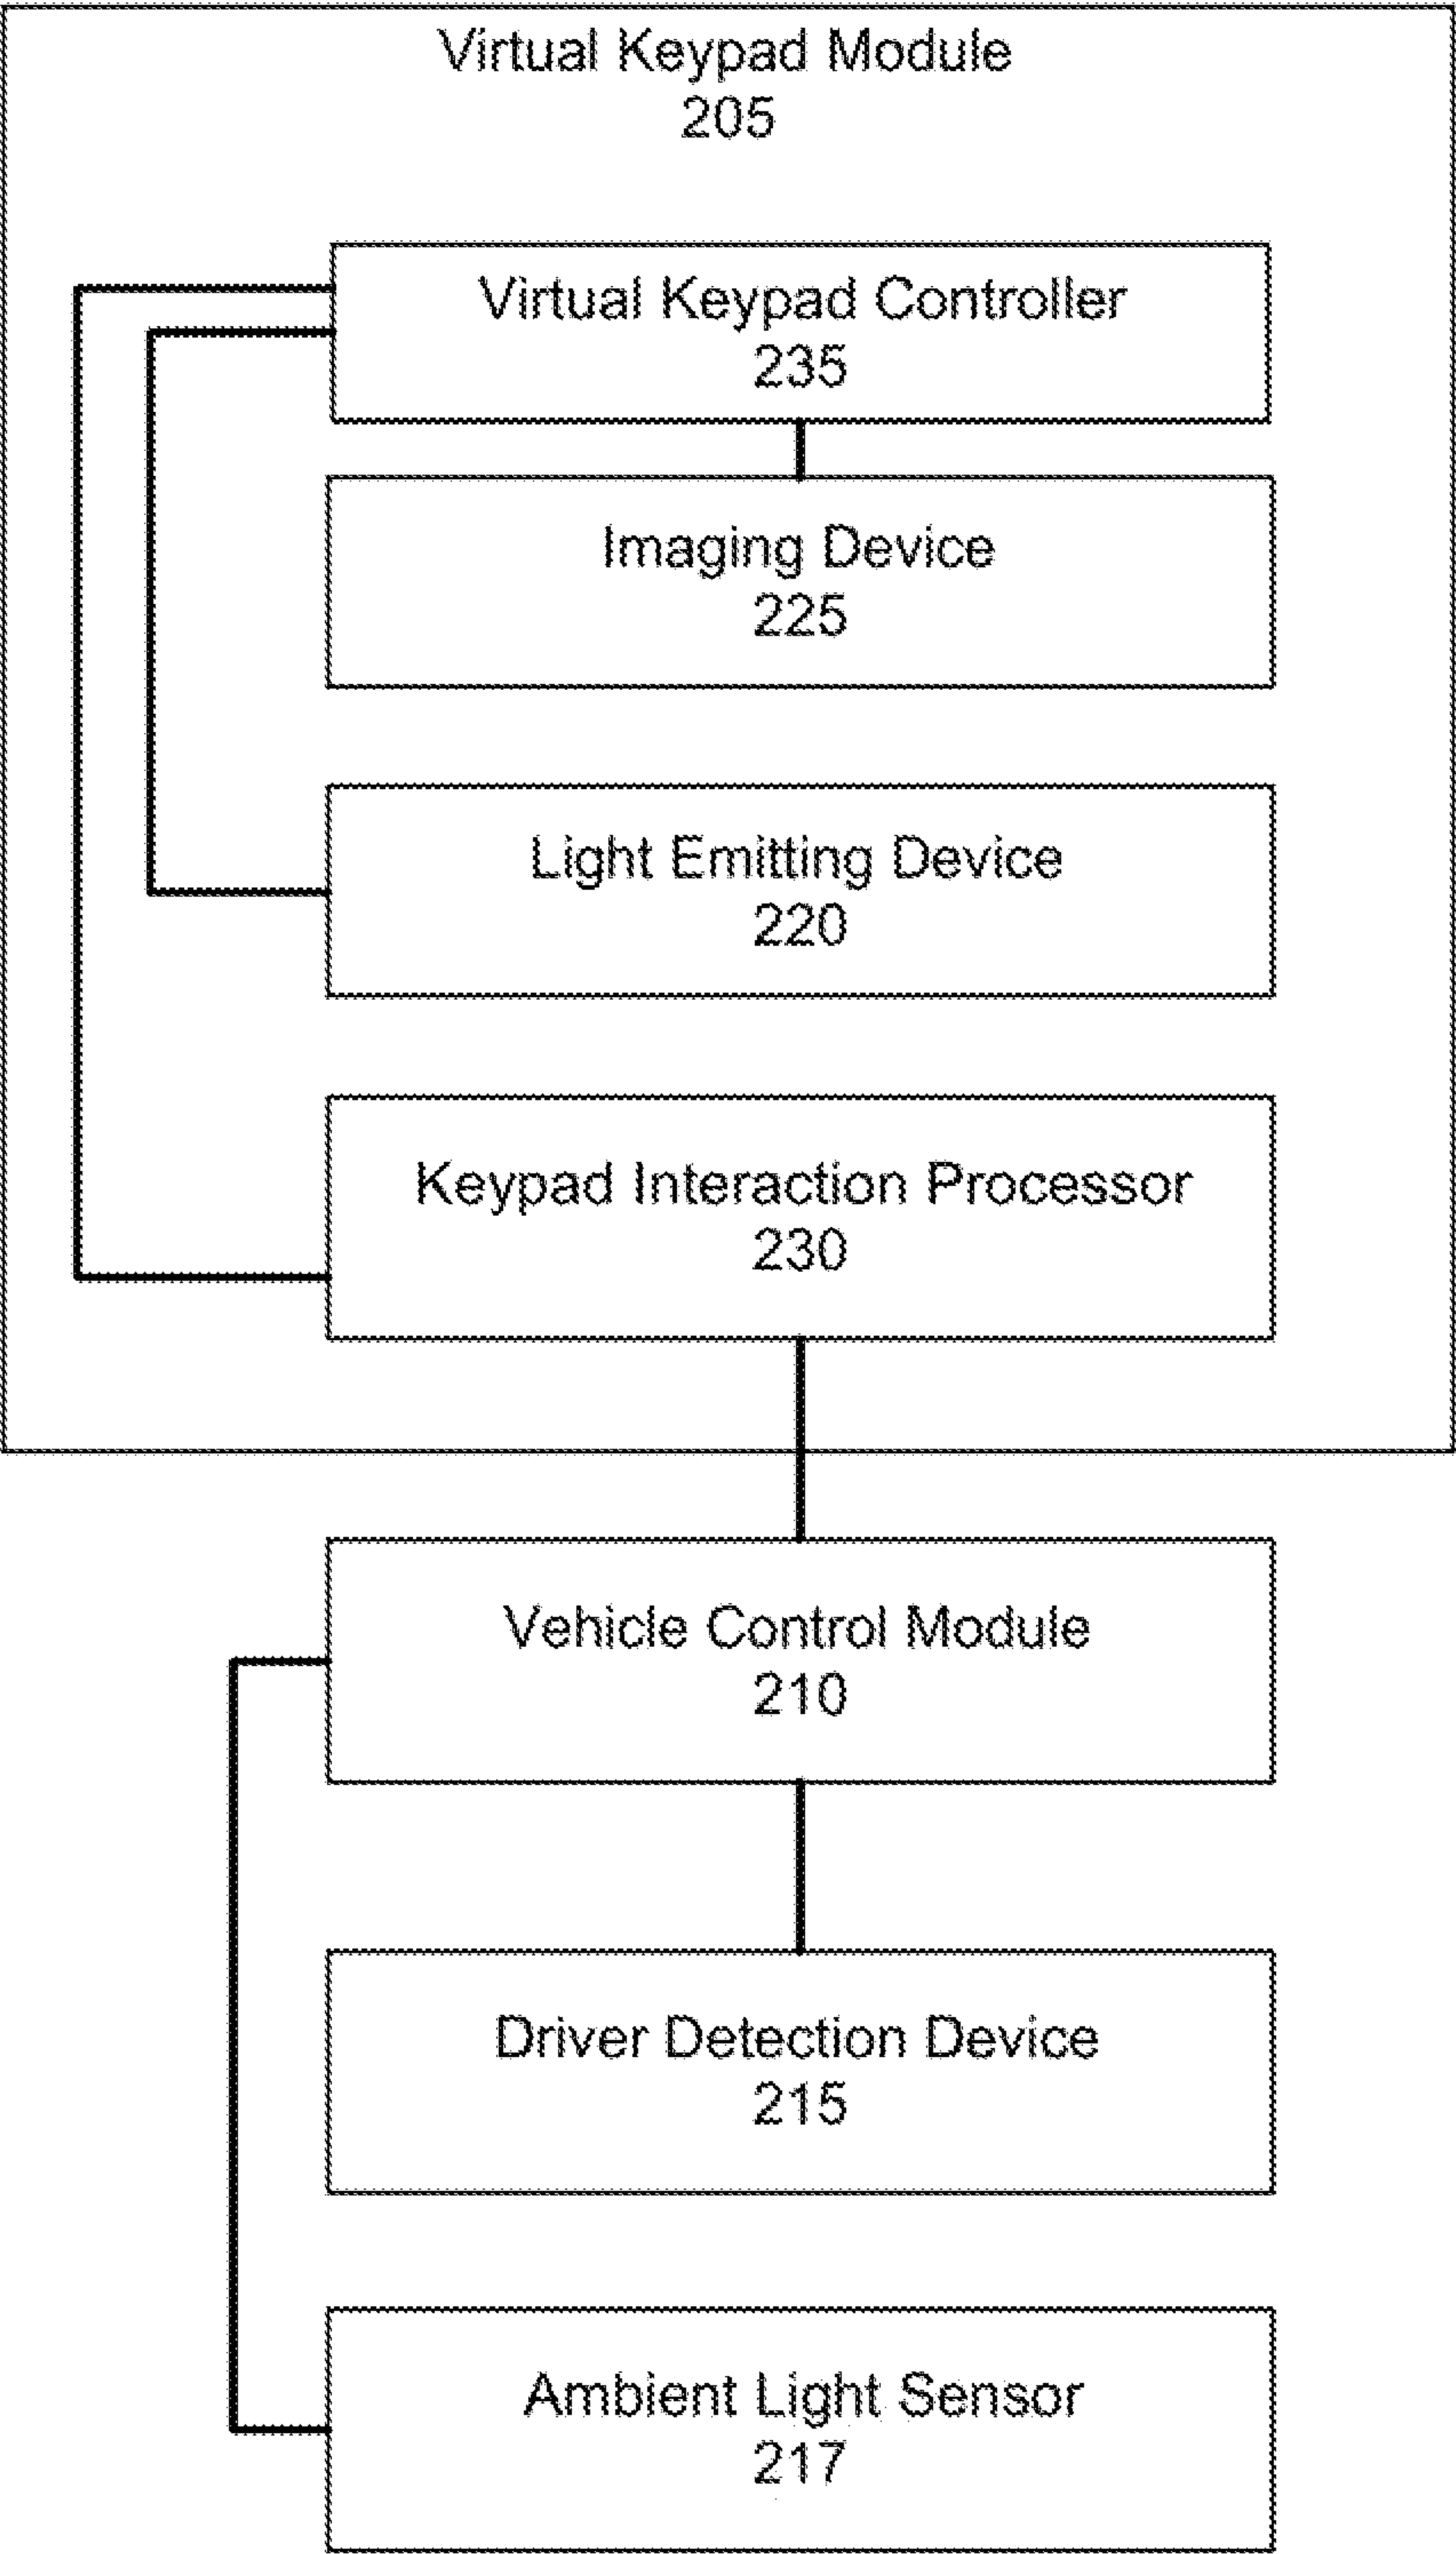 Virtual Keypad Module
205
Virtual Keypad Controller
235
Imaging Device
225
Light Emitting Device
220
Keypad Interaction Processor
230
Vehicle Control Module
210
Driver Detection Device
215
Ambient Light Sensor
217